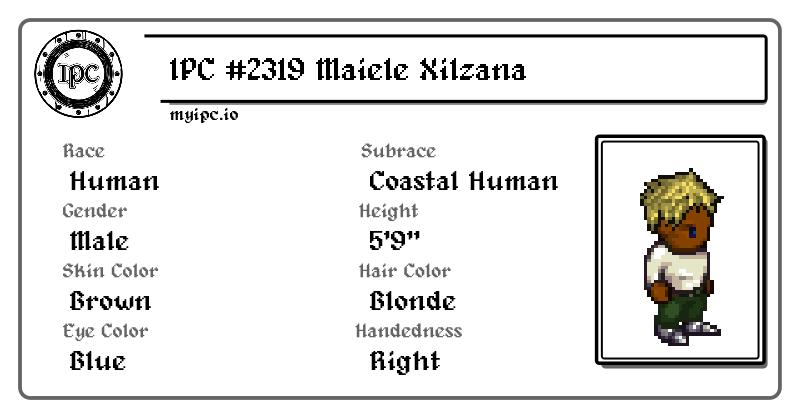 IPC
IPC #2319 Maiele Xilzana
myipc.io
Race
Human
Subrace
Coastal Human
Gender
Male
Height
5'9"
Skin Color
Brown
Hair Color
Blonde
Eye Color
Blue
Handedness
Right